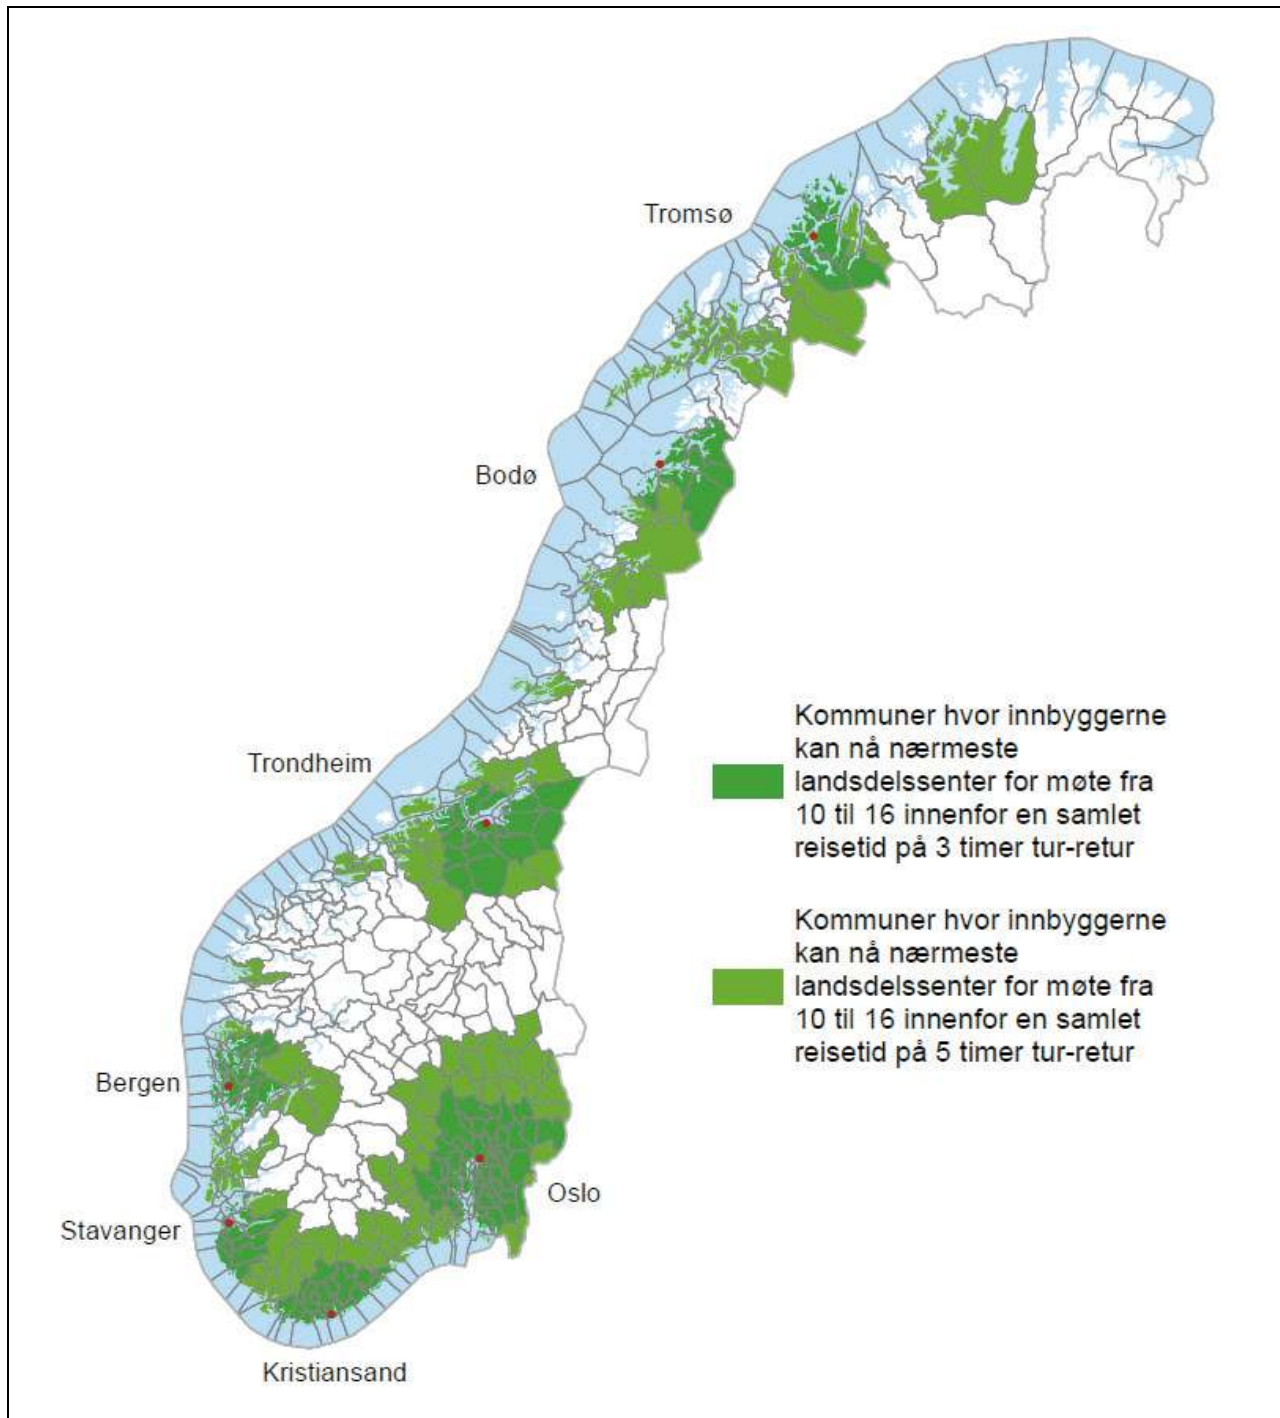 Tromsø
Bodø
Trondheim
Bergen
Stavanger
Oslo
Kristiansand
Kommuner hvor innbyggerne
kan nå nærmeste
landsdelssenter for møte fra
10 til 16 innenfor en samlet
reisetid på 3 timer tur-retur
Kommuner hvor innbyggerne
kan nå nærmeste
landsdelssenter for møte fra
10 til 16 innenfor en samlet
reisetid på 5 timer tur-retur